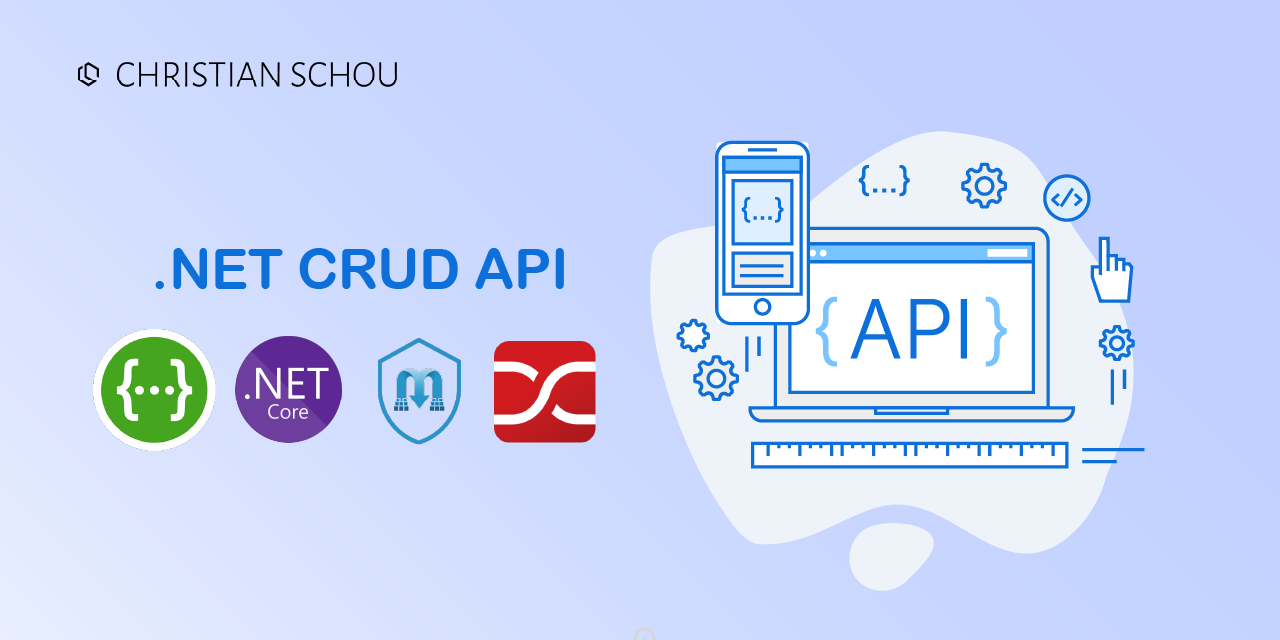 CHRISTIAN SCHOU
.NET CRUD API
{...}
.NET
Core
{...}
{...}
</>
{API}